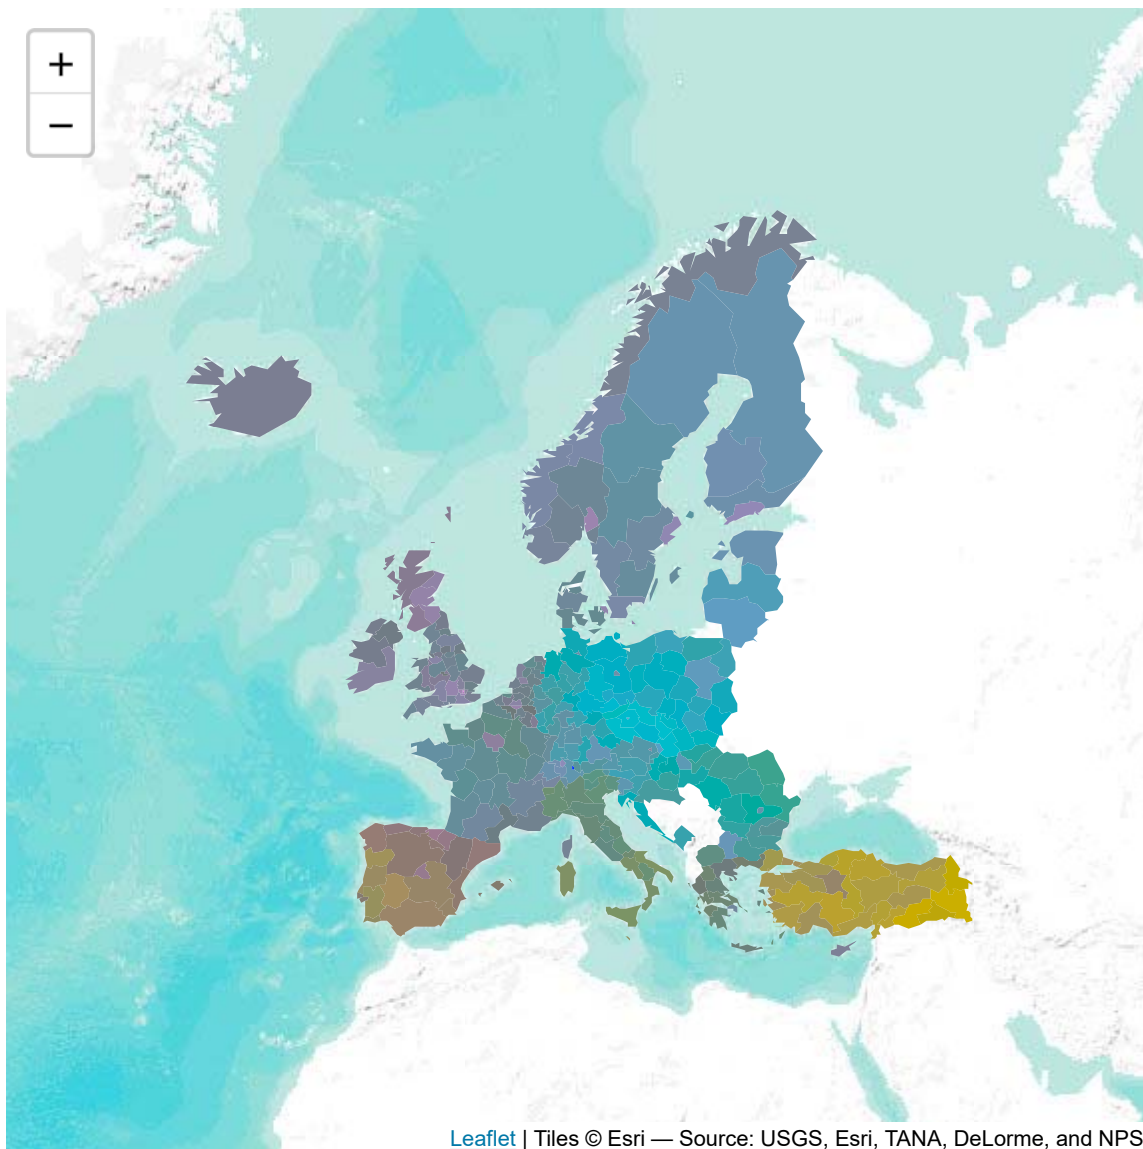 +
−
Leaflet | Tiles © Esri — Source: USGS, Esri, TANA, DeLorme, and NPS